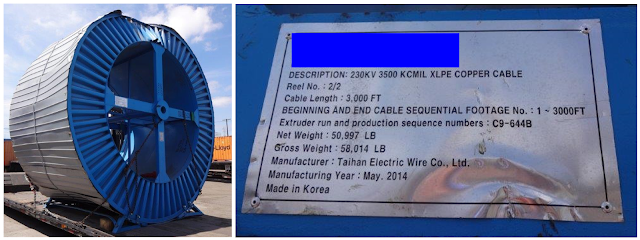 DESCRIPTION: 230KV 3500 KCMIL XLPE COPPER CABLE
Reel No. : 2/2
Cable Length : 3,000 FT
BEGINNING AND END CABLE SEQUENTIAL FOOTAGE No. : 1 ~ 3000FT
Extruder run and production sequence numbers : C9-644B
Net Weight : 50,997 LB
Gross Weight : 58,014 LB
Manufacturer : Taihan Electric Wire Co., Ltd.
Manufacturing Year : May. 2014
Made in Korea